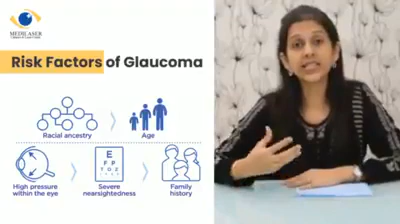 MEDILASER
Risk Factors of Glaucoma
Racial ancestry
Age
E
F P
T O Z
High pressure
within the eye
Severe
nearsightedness
Family
history